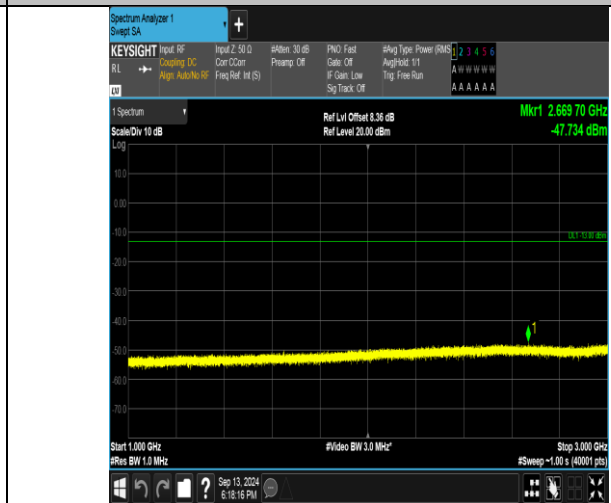 Spectrum Analyzer 1
Swept SA
+
KEYSIGHT Input: RF Input Z: 50 Ω #Atten: 30 dB PNO: Fast #Avg Type: Power (RMS 1 2 3 4 5 6
RL Coupling: DC Corr CCorr Preamp: Off Gate: Off Avg|Hold: 1/1 A W W W W W
Align: Auto/No RF Freq Ref: Int (S) IF Gain: Low Trig: Free Run
LXI Sig Track: Off A A A A A A
1 Spectrum Ref Lvl Offset 8.36 dB Mkr1 2.669 70 GHz
Scale/Div 10 dB Ref Level 20.00 dBm -47.734 dBm
Log
10.0
0.00
-10.0
DL1 -13.00 dBm
-20.0
-30.0
-40.0
1
-50.0
-60.0
-70.0
Start 1.000 GHz #Video BW 3.0 MHz* Stop 3.000 GHz
#Res BW 1.0 MHz #Sweep ~1.00 s (40001 pts)
? Sep 13, 2024
6:18:16 PM